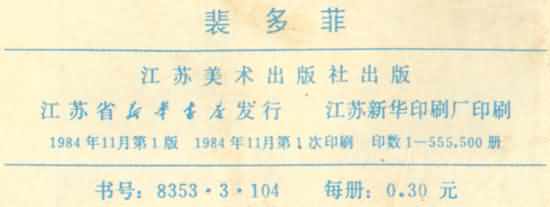 裴多菲
江苏美术出版社出版
江苏省新华书店发行 江苏新华印刷厂印刷
1984年11月第1版 1984年11月第1次印刷 印数1—555,500册
书号：8353·3·104 每册：0.30元